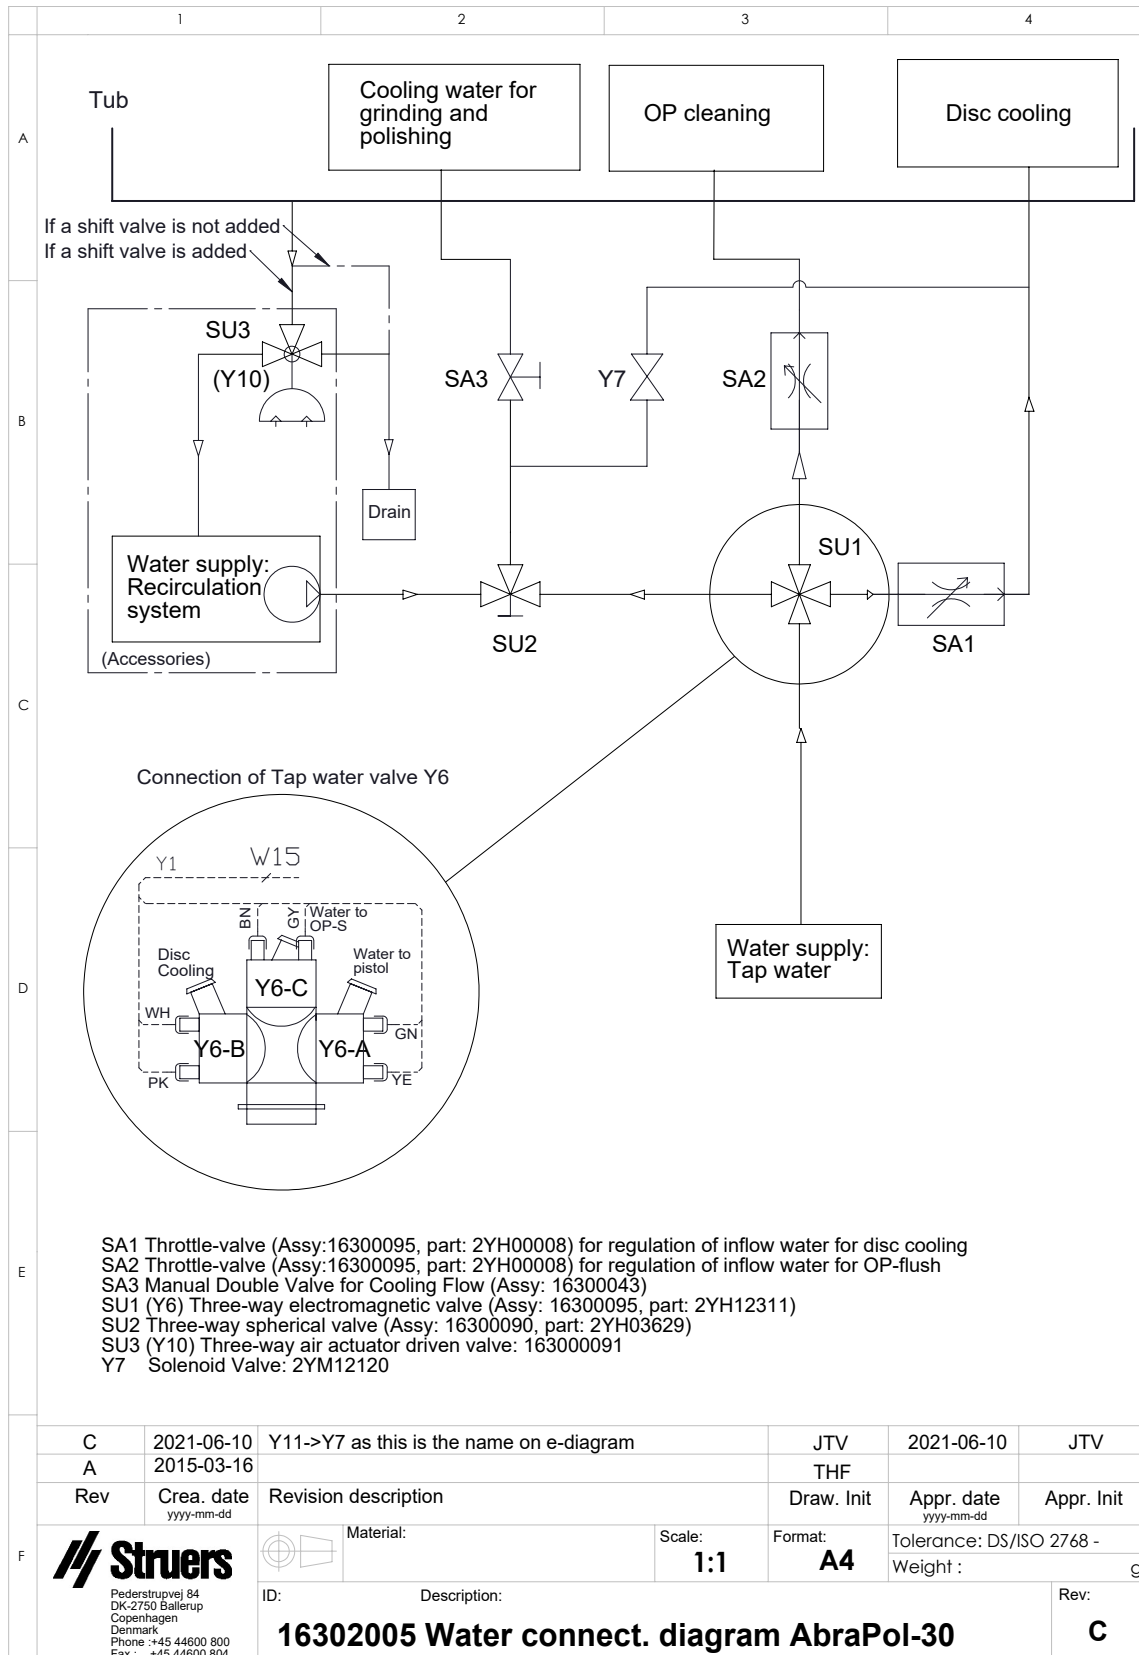 1 2 3 4
A
B
C
D
E
F
Tub
Cooling water for
grinding and
polishing
OP cleaning
Disc cooling
If a shift valve is not added
If a shift valve is added
SU3
(Y10)
SA3
Y7
SA2
Drain
SU1
Water supply:
Recirculation
system
(Accessories)
SU2
SA1
Connection of Tap water valve Y6
Y1
W15
BN
GY
Water to
OP-S
Disc
Cooling
Water to
pistol
Y6-C
WH
GN
Y6-B
Y6-A
PK
YE
Water supply:
Tap water
SA1 Throttle-valve (Assy:16300095, part: 2YH00008) for regulation of inflow water for disc cooling
SA2 Throttle-valve (Assy:16300095, part: 2YH00008) for regulation of inflow water for OP-flush
SA3 Manual Double Valve for Cooling Flow (Assy: 16300043)
SU1 (Y6) Three-way electromagnetic valve (Assy: 16300095, part: 2YH12311)
SU2 Three-way spherical valve (Assy: 16300090, part: 2YH03629)
SU3 (Y10) Three-way air actuator driven valve: 163000091
Y7 Solenoid Valve: 2YM12120
C 2021-06-10 Y11->Y7 as this is the name on e-diagram JTV 2021-06-10 JTV
A 2015-03-16 THF
Rev Crea. date Revision description Draw. Init Appr. date Appr. Init
yyyy-mm-dd yyyy-mm-dd
Struers
Pederstrupvej 84
DK-2750 Ballerup
Copenhagen
Denmark
Phone :+45 44600 800
Fax : +45 44600 804
Material:
Scale:
1:1
Format:
A4
Tolerance: DS/ISO 2768 -
Weight : g
ID: Description:
16302005 Water connect. diagram AbraPol-30
Rev:
C